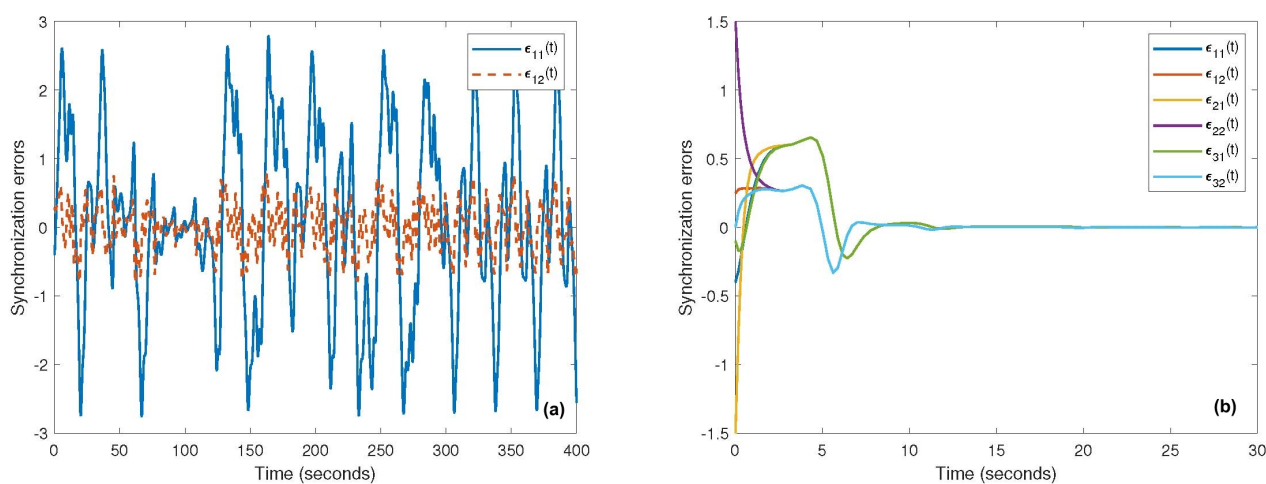 3
2
1
0
-1
-2
-3
0 50 100 150 200 250 300 350 400
Synchronization errors
Time (seconds)
ϵ11(t)
ϵ12(t)
(a)
1.5
1
0.5
0
-0.5
-1
-1.5
0 5 10 15 20 25 30
Synchronization errors
Time (seconds)
ϵ11(t)
ϵ12(t)
ϵ21(t)
ϵ22(t)
ϵ31(t)
ϵ32(t)
(b)